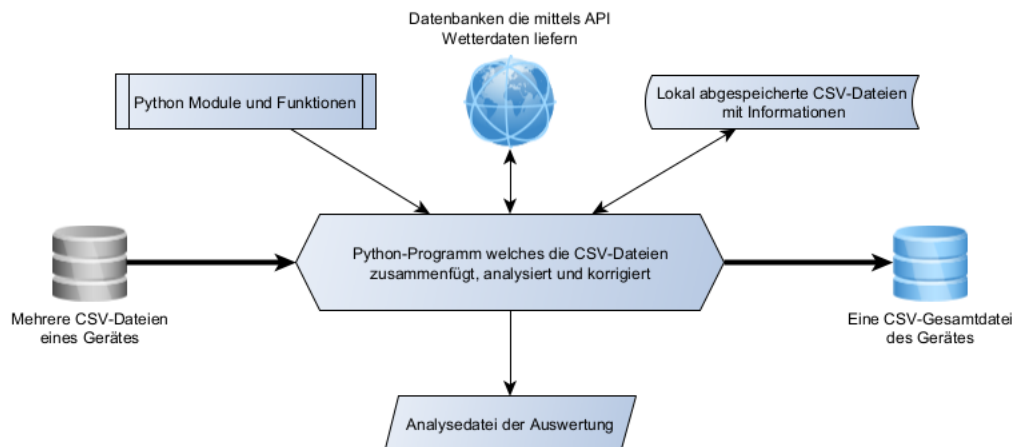 Datenbanken die mittels API
Wetterdaten liefern
Python Module und Funktionen
Lokal abgespeicherte CSV-Dateien
mit Informationen
Python-Programm welches die CSV-Dateien
zusammenfügt, analysiert und korrigiert
Mehrere CSV-Dateien
eines Gerätes
Eine CSV-Gesamtdatei
des Gerätes
Analysedatei der Auswertung